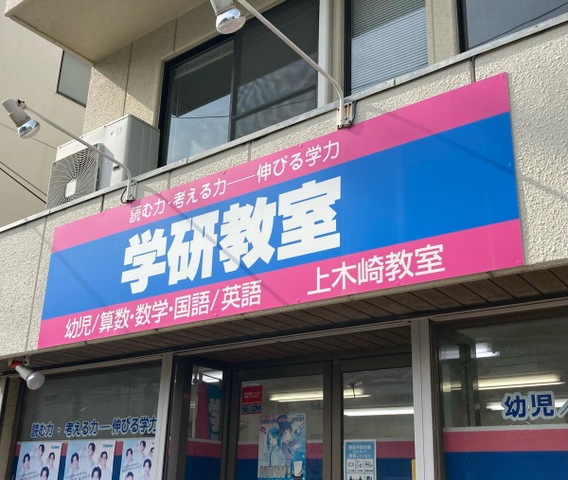 読む力・考える力──伸びる学力
学研教室
幼児/算数・数学・国語/英語　上木崎教室
読む力・考える力─伸びる学力
幼児/